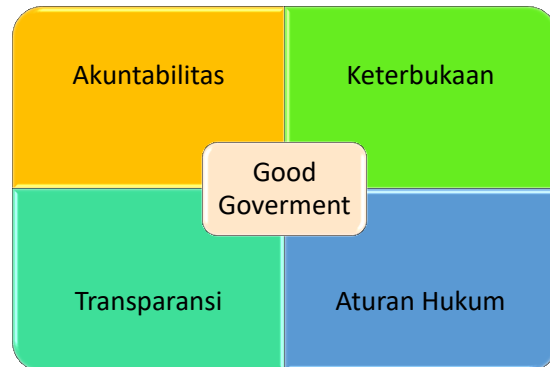 Akuntabilitas
Keterbukaan
Good
Goverment
Transparansi
Aturan Hukum